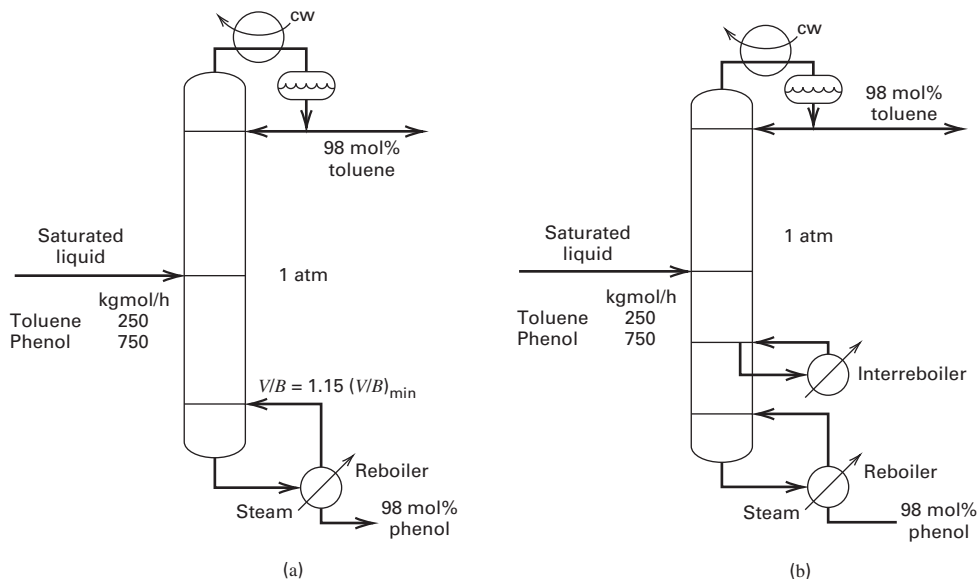 cw
98 mol%
toluene
Saturated
liquid
1 atm
kgmol/h
Toluene 250
Phenol 750
V/B = 1.15 (V/B)min
Reboiler
Steam
98 mol%
phenol
(a)
cw
98 mol%
toluene
Saturated
liquid
1 atm
kgmol/h
Toluene 250
Phenol 750
Interreboiler
Reboiler
Steam
98 mol%
phenol
(b)